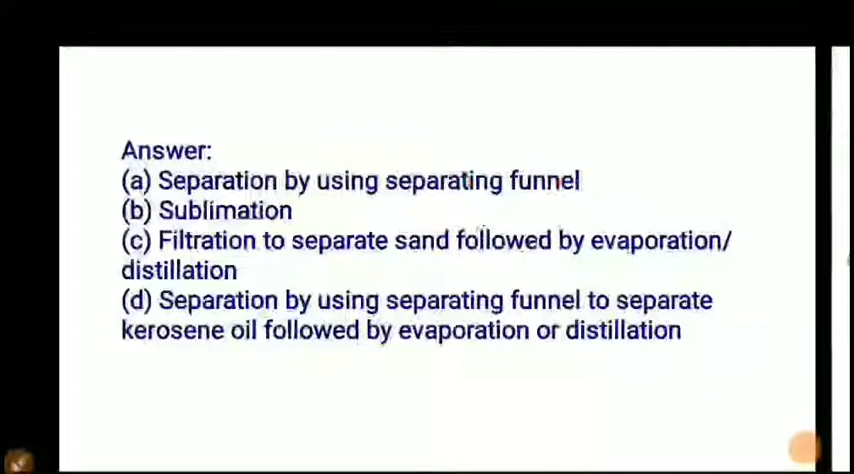 Answer:
(a) Separation by using separating funnel
(b) Sublimation
(c) Filtration to separate sand followed by evaporation/
distillation
(d) Separation by using separating funnel to separate
kerosene oil followed by evaporation or distillation